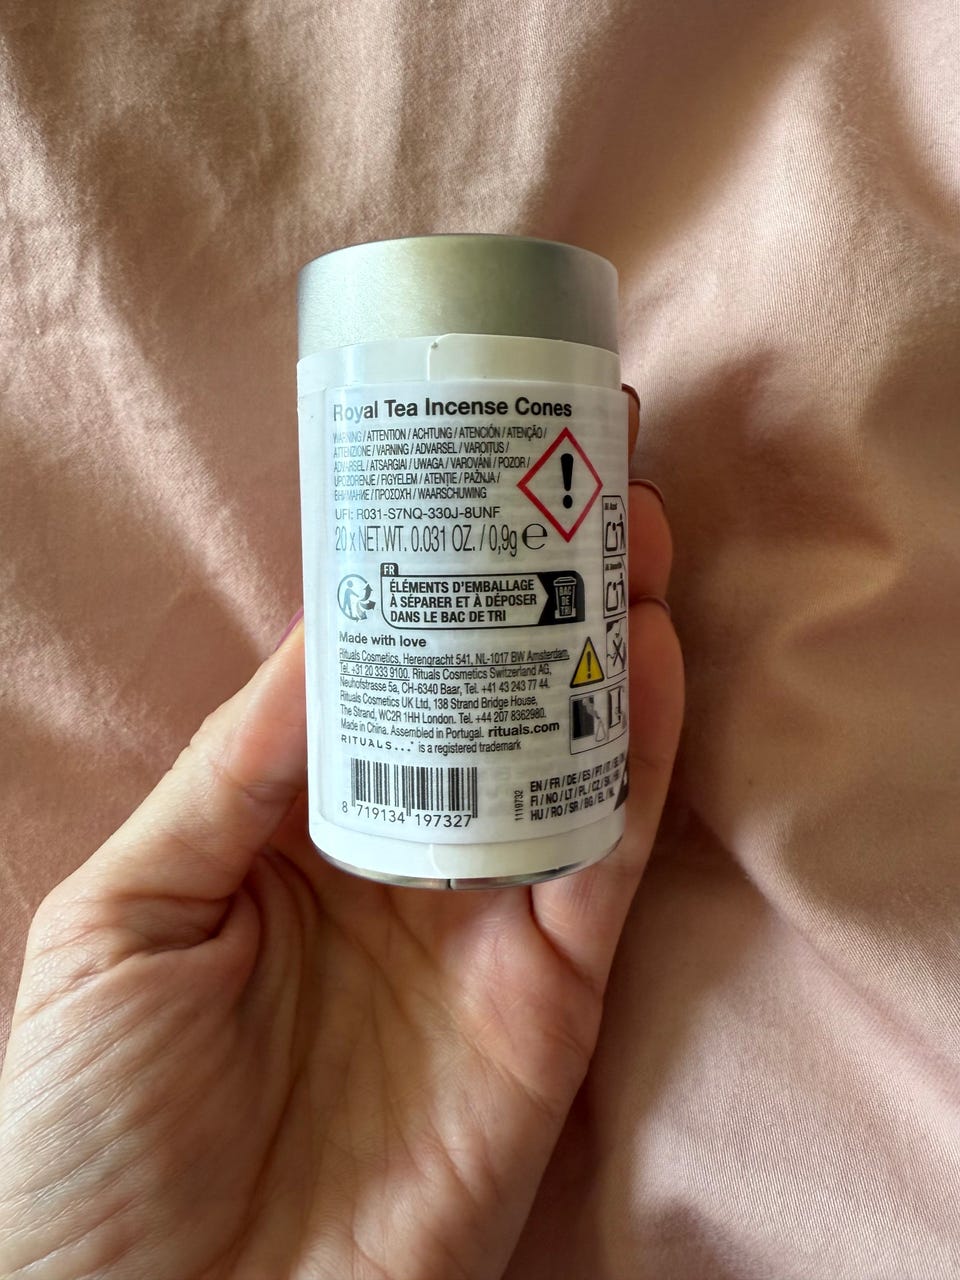 Royal Tea Incense Cones
WARNING / ATTENTION / ACHTUNG / ATENCIÓN / ATENÇÃO /
ATTENZIONE / VARNING / ADVARSEL / VAROITUS /
ADVARSEL / ATSARGIAI / UWAGA / VAROVÁNÍ / POZOR /
UPOZORENJE / FIGYELEM / ATENȚIE / PAŽNJA /
ВНИМАНИЕ / ΠΡΟΣΟΧΗ / WAARSCHUWING
UFI: R031-S7NQ-330J-8UNF
20 x NET.WT. 0.031 OZ. / 0,9g ℮
FR
ÉLÉMENTS D'EMBALLAGE
À SÉPARER ET À DÉPOSER
DANS LE BAC DE TRI
BAC
DE
TRI
Made with love
Rituals Cosmetics, Herengracht 541, NL-1017 BW Amsterdam,
Tel. +31 20 333 9100. Rituals Cosmetics Switzerland AG,
Neuhofstrasse 5a, CH-6340 Baar, Tel. +41 43 243 77 44.
Rituals Cosmetics UK Ltd, 138 Strand Bridge House,
The Strand, WC2R 1HH London. Tel. +44 207 8362980.
Made in China. Assembled in Portugal. rituals.com
RITUALS...® is a registered trademark
8 719134 197327
1119732
EN / FR / DE / ES / PT / IT /
FI / NO / LT / PL / CZ / SK /
HU / RO / SR / BG / EL / NL